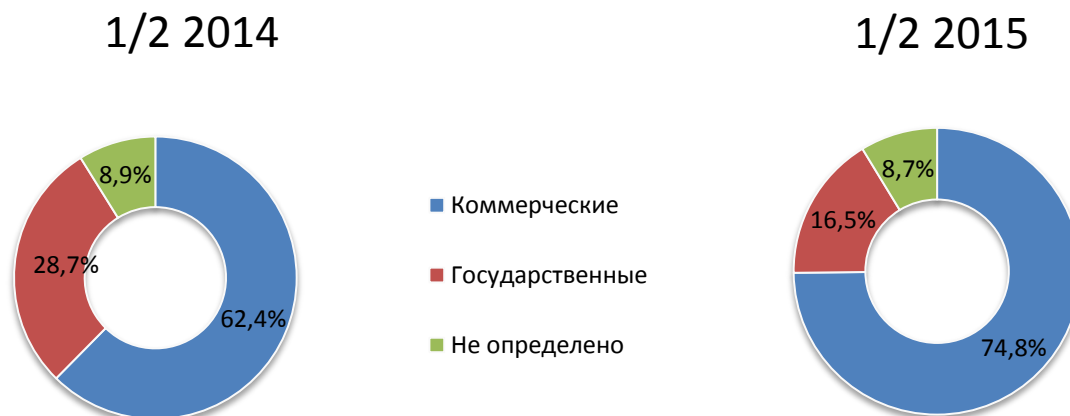 1/2 2014
1/2 2015
8,9%
28,7%
62,4%
Коммерческие
Государственные
Не определено
8,7%
16,5%
74,8%